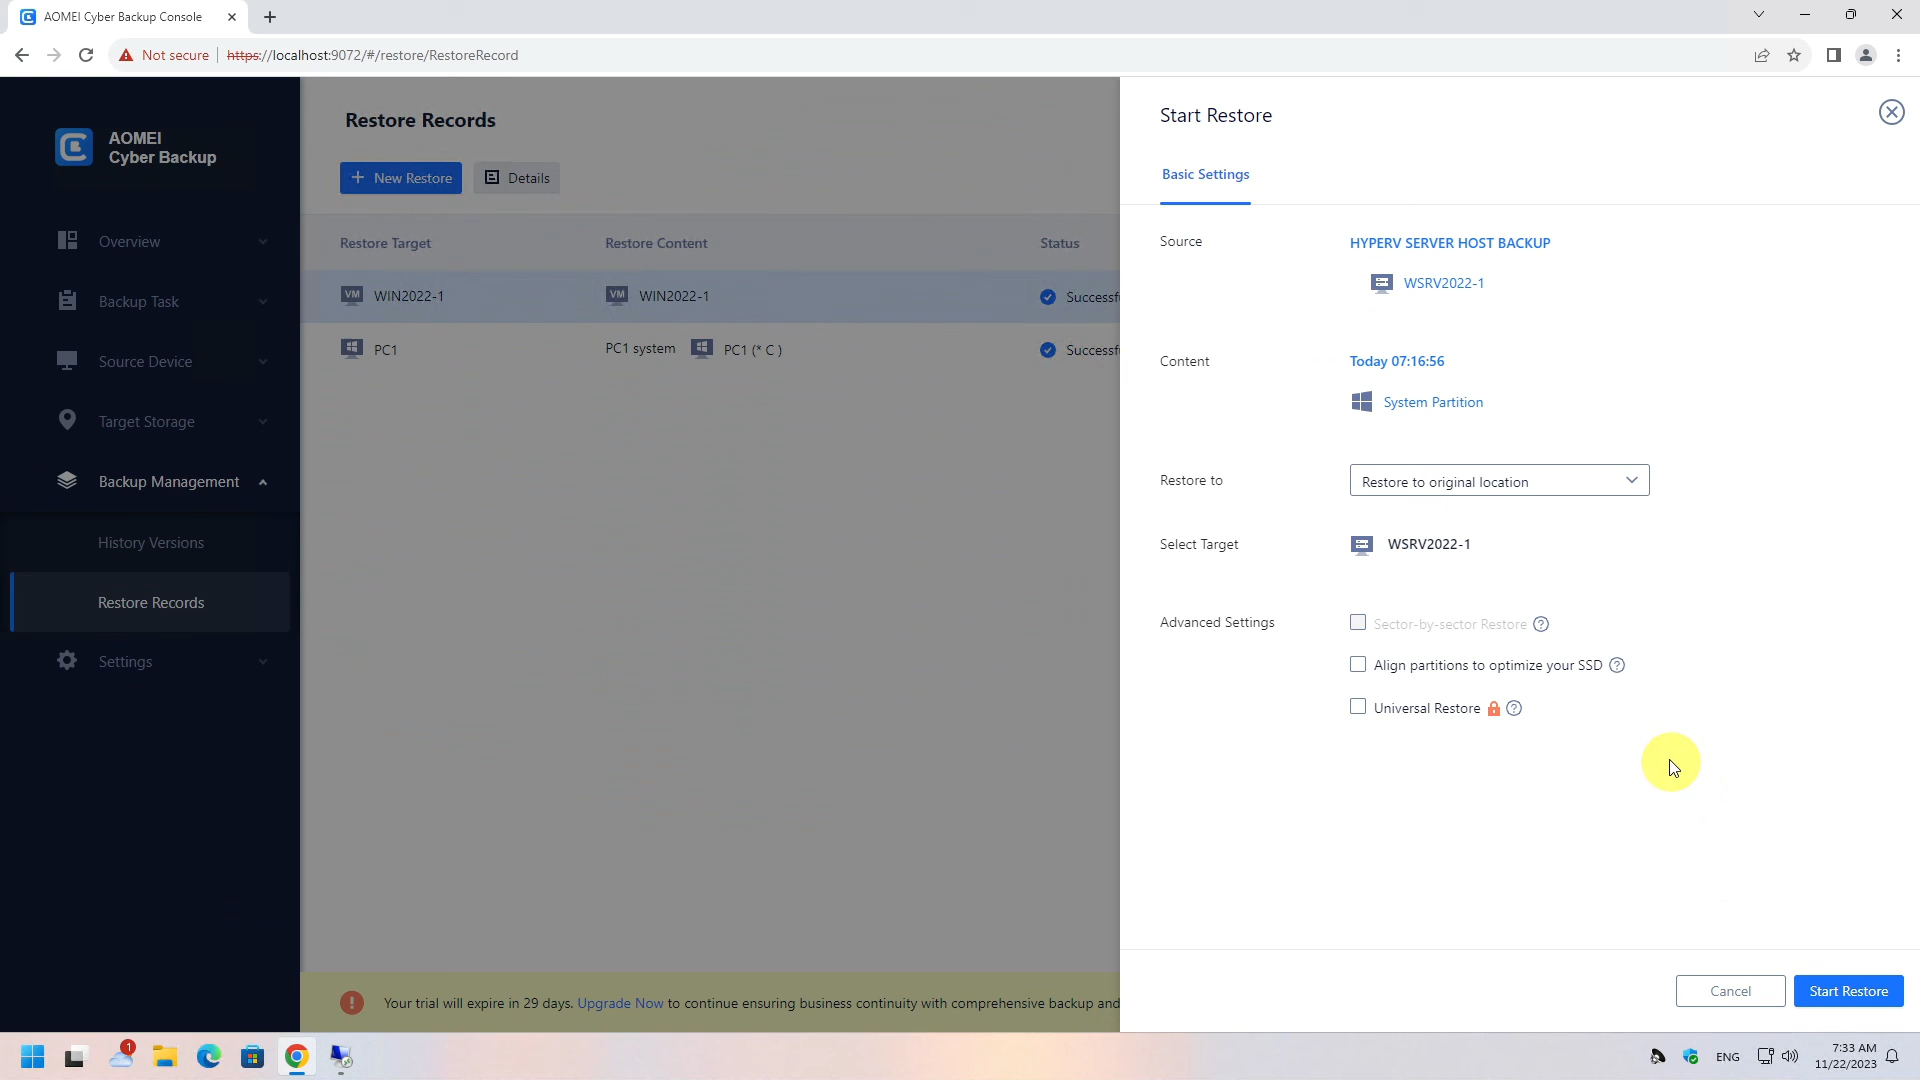 AOMEI Cyber Backup Console
Not secure
https://localhost:9072/#/restore/RestoreRecord
AOMEI
Cyber Backup
Overview
Backup Task
Source Device
Target Storage
Backup Management
History Versions
Restore Records
Settings
Restore Records
New Restore
Details
Restore Target
Restore Content
Status
VM
WIN2022-1
VM
WIN2022-1
Successf
PC1
PC1 system
PC1 (* C )
Successf
Your trial will expire in 29 days. Upgrade Now to continue ensuring business continuity with comprehensive backup and
Start Restore
Basic Settings
Source
HYPERV SERVER HOST BACKUP
WSRV2022-1
Content
Today 07:16:56
System Partition
Restore to
Restore to original location
Select Target
WSRV2022-1
Advanced Settings
Sector-by-sector Restore ?
Align partitions to optimize your SSD ?
Universal Restore ?
Cancel
Start Restore
1
ENG
7:33 AM
11/22/2023